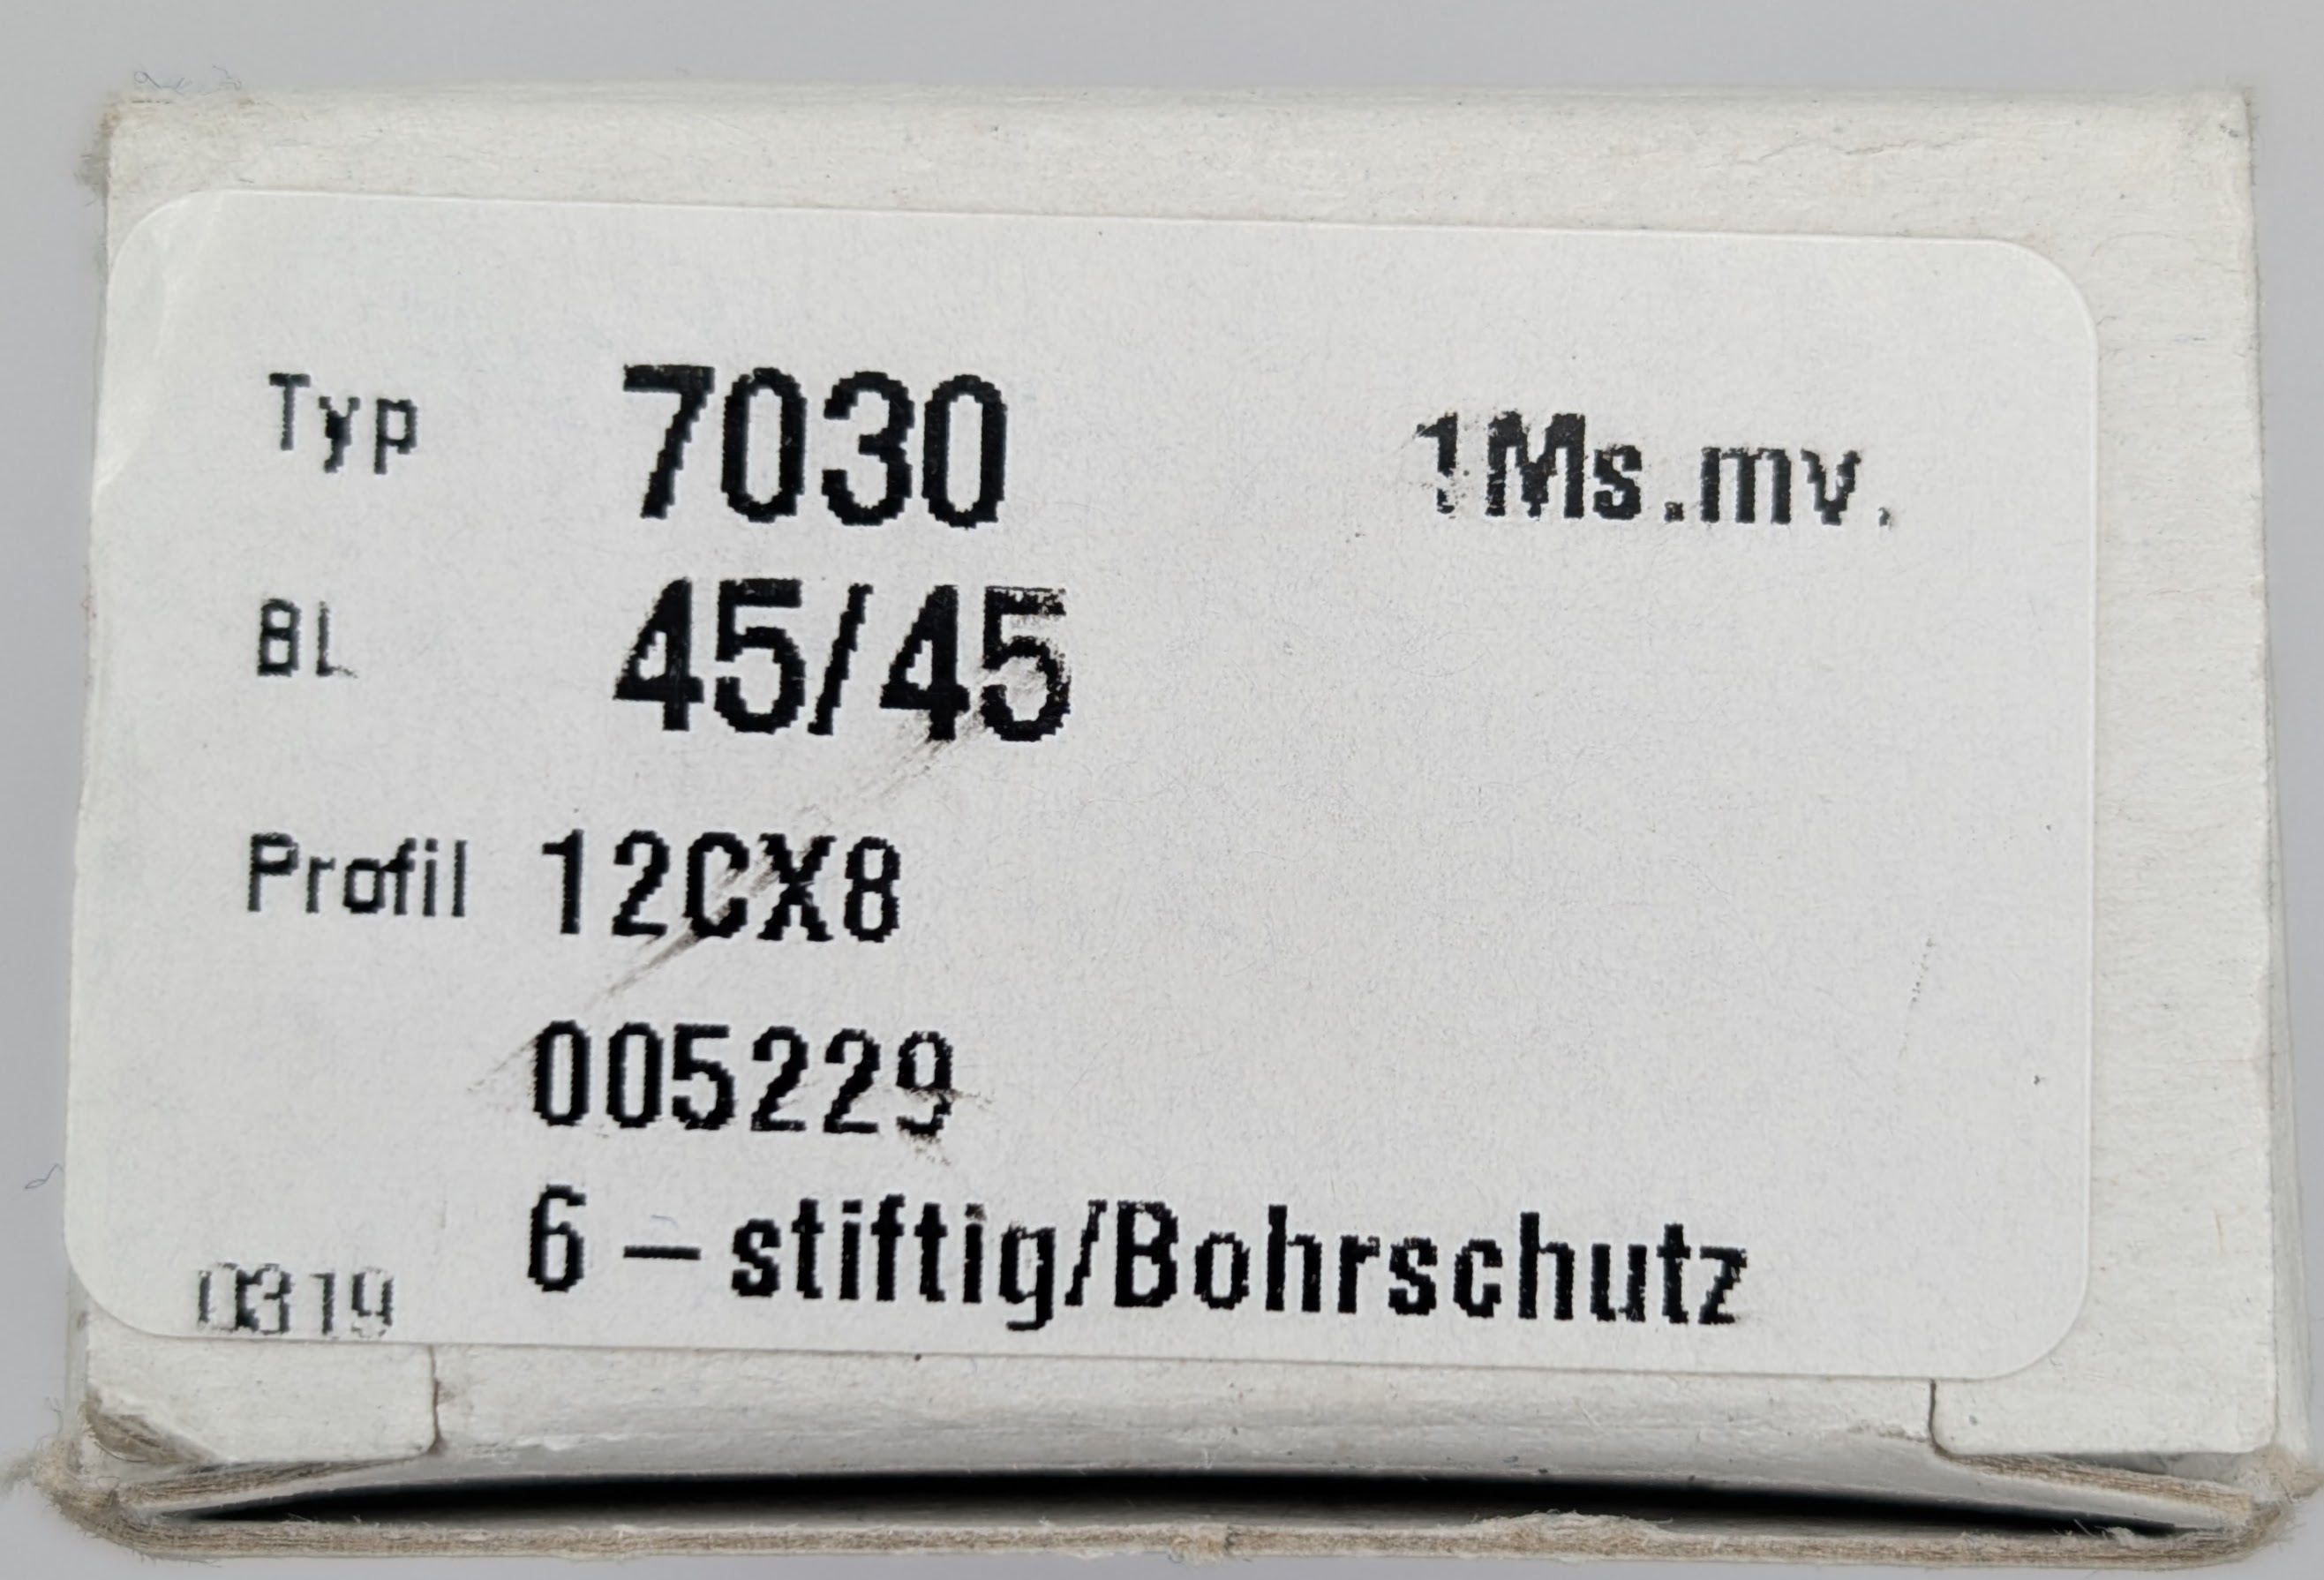 Typ 7030 1Ms.mv.
BL 45/45
Profil 12CX8
005229
6 – stiftig/Bohrschutz
0319